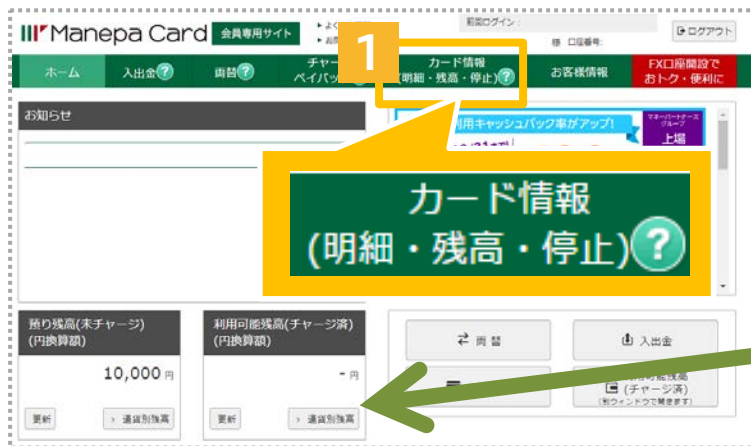 Manepa Card 会員専用サイト
前回ログイン：
様 口座番号:
ログアウト
1
ホーム
入出金?
両替?
チャー
ペイバッ
カード情報
(明細・残高・停止)?
お客様情報
FX口座開設で
おトク・便利に
お知らせ
利用キャッシュバック率がアップ!
マネーパートナーズ
グループ
上場
カード情報
(明細・残高・停止)?
預り残高(未チャージ)
(円換算額)
10,000 円
更新
› 通貨別残高
利用可能残高(チャージ済)
(円換算額)
- 円
更新
› 通貨別残高
両替
入出金
(チャージ済)
(別ウィンドウで開きます)